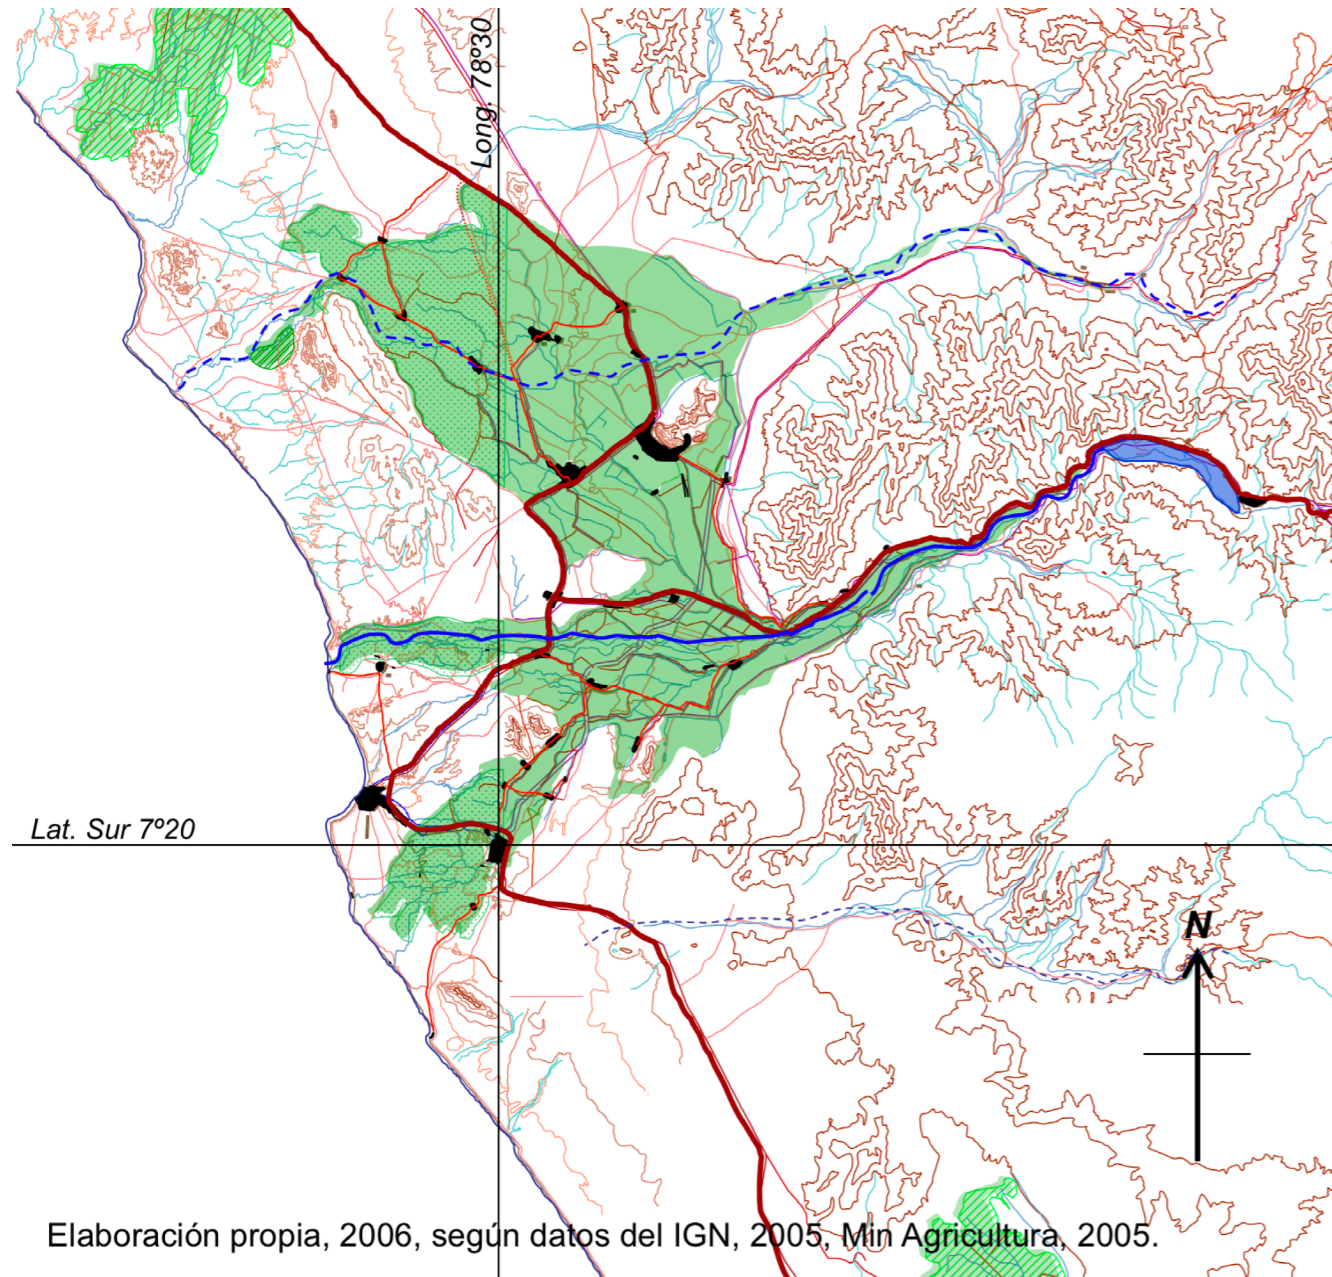 Long, 78º30
Lat. Sur 7º20
N
Elaboración propia, 2006, según datos del IGN, 2005, Min Agricultura, 2005.